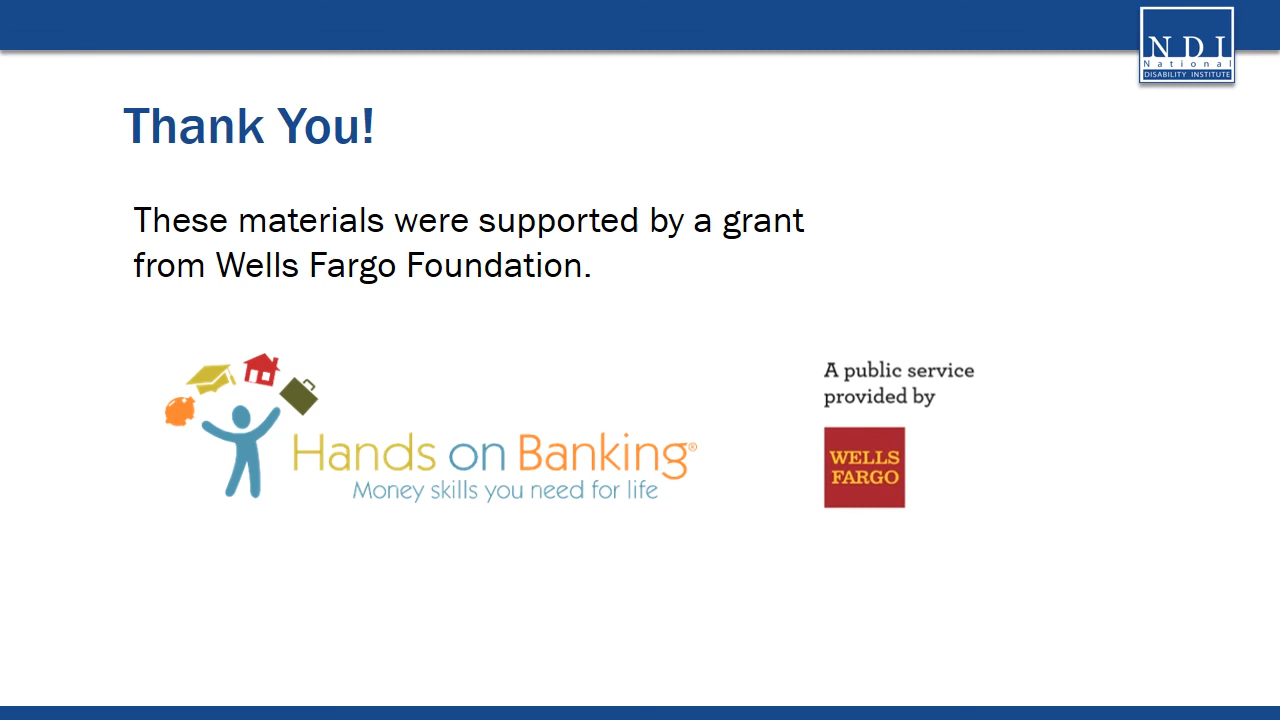 NDI
National
DISABILITY INSTITUTE
Thank You!
These materials were supported by a grant
from Wells Fargo Foundation.
Hands on Banking®
Money skills you need for life
A public service
provided by
WELLS
FARGO